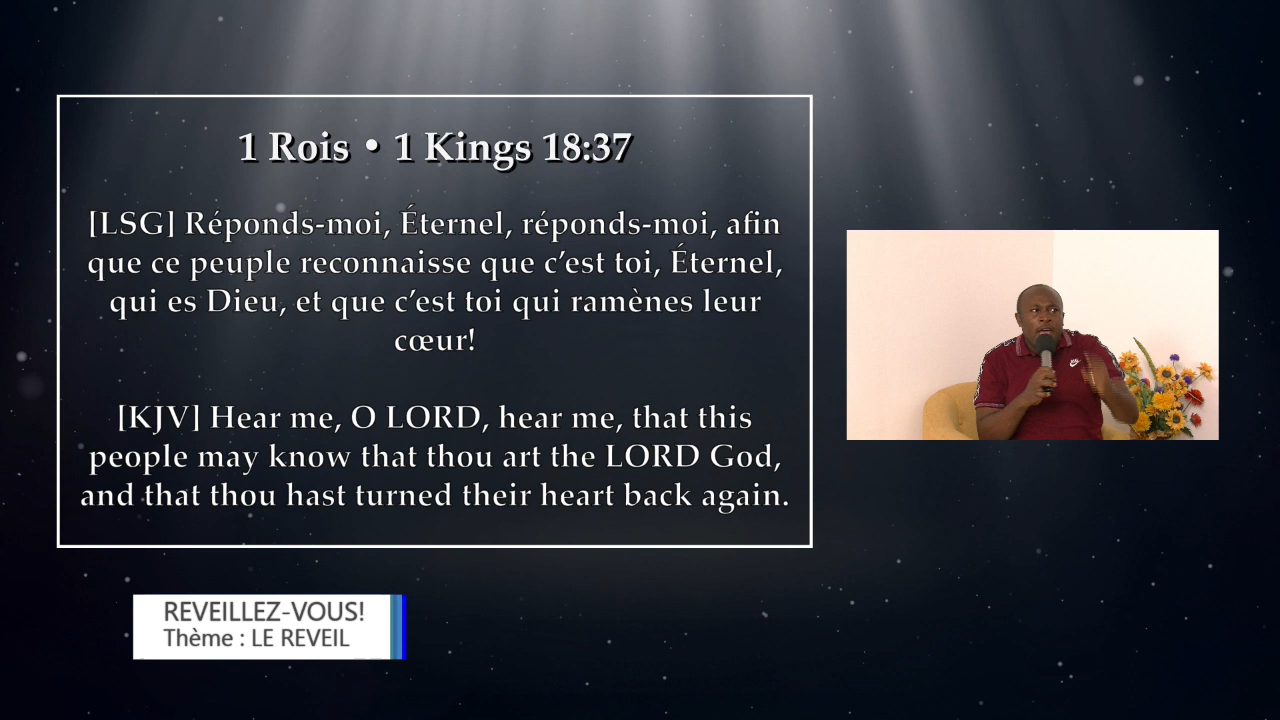 1 Rois • 1 Kings 18:37
[LSG] Réponds-moi, Éternel, réponds-moi, afin
que ce peuple reconnaisse que c’est toi, Éternel,
qui es Dieu, et que c’est toi qui ramènes leur
cœur!
[KJV] Hear me, O LORD, hear me, that this
people may know that thou art the LORD God,
and that thou hast turned their heart back again.
REVEILLEZ-VOUS!
Thème : LE REVEIL